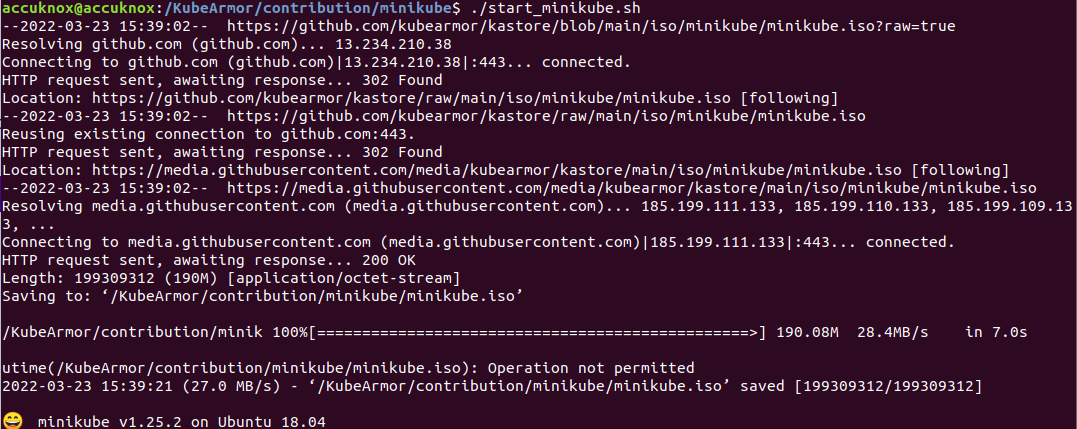 accuknox@accuknox:/KubeArmor/contribution/minikube$ ./start_minikube.sh
--2022-03-23 15:39:02--  https://github.com/kubearmor/kastore/blob/main/iso/minikube/minikube.iso?raw=true
Resolving github.com (github.com)... 13.234.210.38
Connecting to github.com (github.com)|13.234.210.38|:443... connected.
HTTP request sent, awaiting response... 302 Found
Location: https://github.com/kubearmor/kastore/raw/main/iso/minikube/minikube.iso [following]
--2022-03-23 15:39:02--  https://github.com/kubearmor/kastore/raw/main/iso/minikube/minikube.iso
Reusing existing connection to github.com:443.
HTTP request sent, awaiting response... 302 Found
Location: https://media.githubusercontent.com/media/kubearmor/kastore/main/iso/minikube/minikube.iso [following]
--2022-03-23 15:39:02--  https://media.githubusercontent.com/media/kubearmor/kastore/main/iso/minikube/minikube.iso
Resolving media.githubusercontent.com (media.githubusercontent.com)... 185.199.111.133, 185.199.110.133, 185.199.109.13
3, ...
Connecting to media.githubusercontent.com (media.githubusercontent.com)|185.199.111.133|:443... connected.
HTTP request sent, awaiting response... 200 OK
Length: 199309312 (190M) [application/octet-stream]
Saving to: ‘/KubeArmor/contribution/minikube/minikube.iso’
/KubeArmor/contribution/minik 100%[================================================>] 190.08M  28.4MB/s    in 7.0s
utime(/KubeArmor/contribution/minikube/minikube.iso): Operation not permitted
2022-03-23 15:39:21 (27.0 MB/s) - ‘/KubeArmor/contribution/minikube/minikube.iso’ saved [199309312/199309312]
😄  minikube v1.25.2 on Ubuntu 18.04